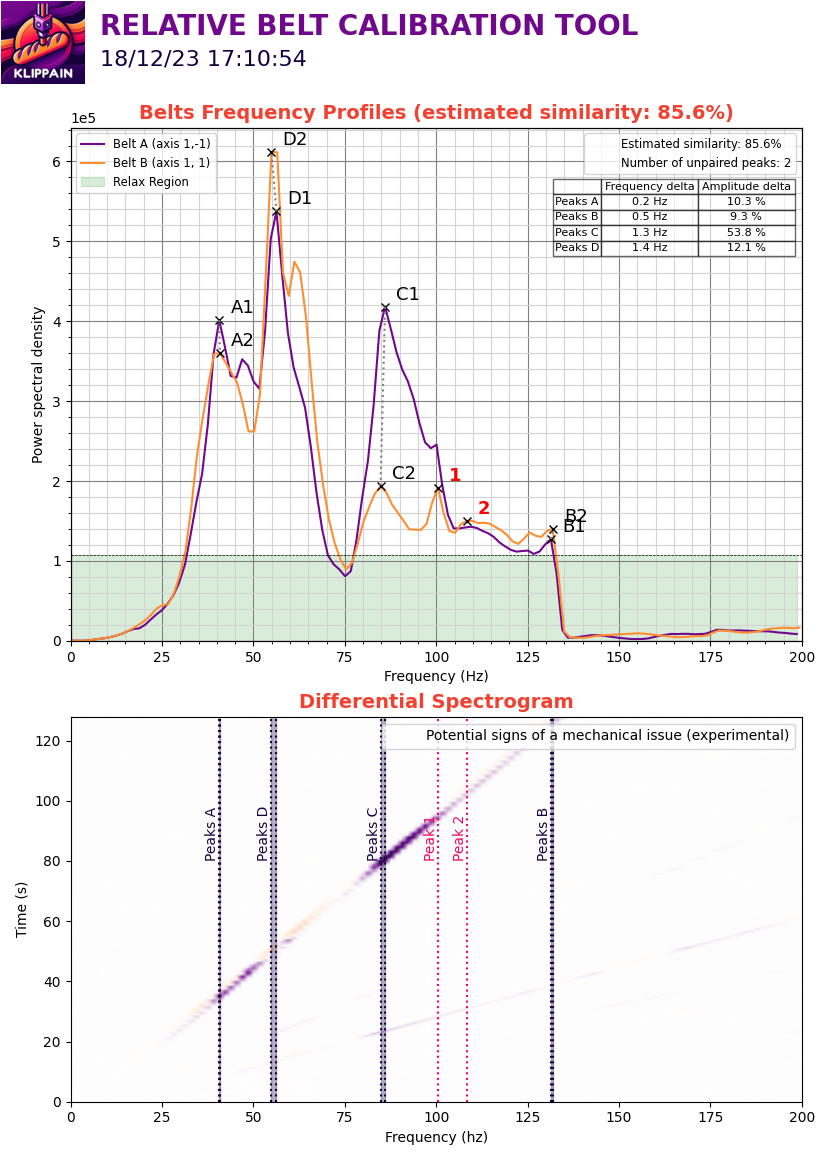 KLIPPAIN
RELATIVE BELT CALIBRATION TOOL
18/12/23 17:10:54
Belts Frequency Profiles (estimated similarity: 85.6%)
1e5
Belt A (axis 1,-1)
Belt B (axis 1, 1)
Relax Region
Estimated similarity: 85.6%
Number of unpaired peaks: 2
Frequency delta Amplitude delta
Peaks A 0.2 Hz 10.3 %
Peaks B 0.5 Hz 9.3 %
Peaks C 1.3 Hz 53.8 %
Peaks D 1.4 Hz 12.1 %
D2
D1
C1
A1
A2
C2
1
2
B2
B1
6
5
4
3
2
1
0
Power spectral density
0 25 50 75 100 125 150 175 200
Frequency (Hz)
Differential Spectrogram
Potential signs of a mechanical issue (experimental)
Peaks A
Peaks D
Peaks C
Peak 1
Peak 2
Peaks B
120
100
80
60
40
20
0
Time (s)
0 25 50 75 100 125 150 175 200
Frequency (hz)